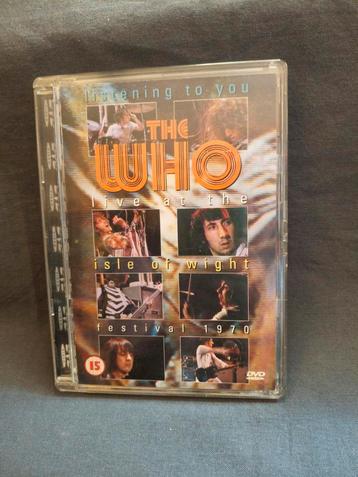 listening to you
THE
WHO
live at the
isle of wight
festival 1970
15
DVD